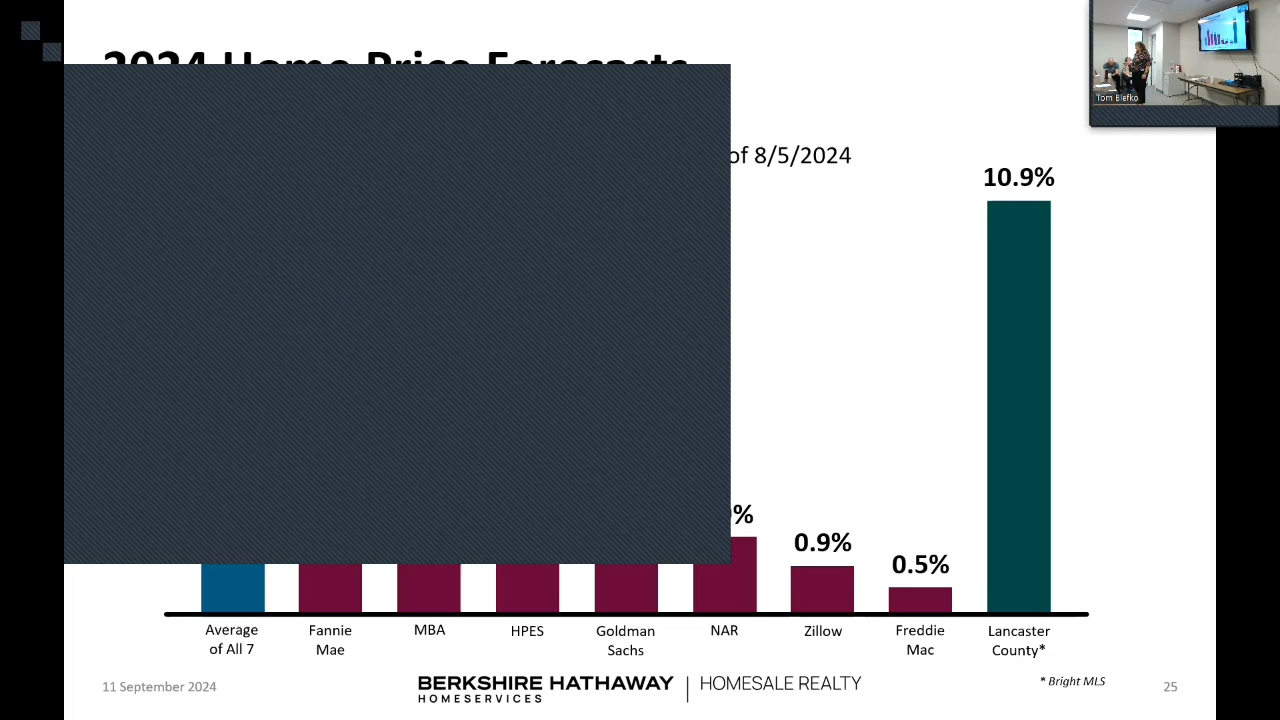 2024 Home Price Forecasts
of 8/5/2024
10.9%
%
0.9%
0.5%
Average
of All 7
Fannie
Mae
MBA
HPES
Goldman
Sachs
NAR
Zillow
Freddie
Mac
Lancaster
County*
* Bright MLS
11 September 2024
BERKSHIRE HATHAWAY
HOMESERVICES
HOMESALE REALTY
25
Tom Blefko